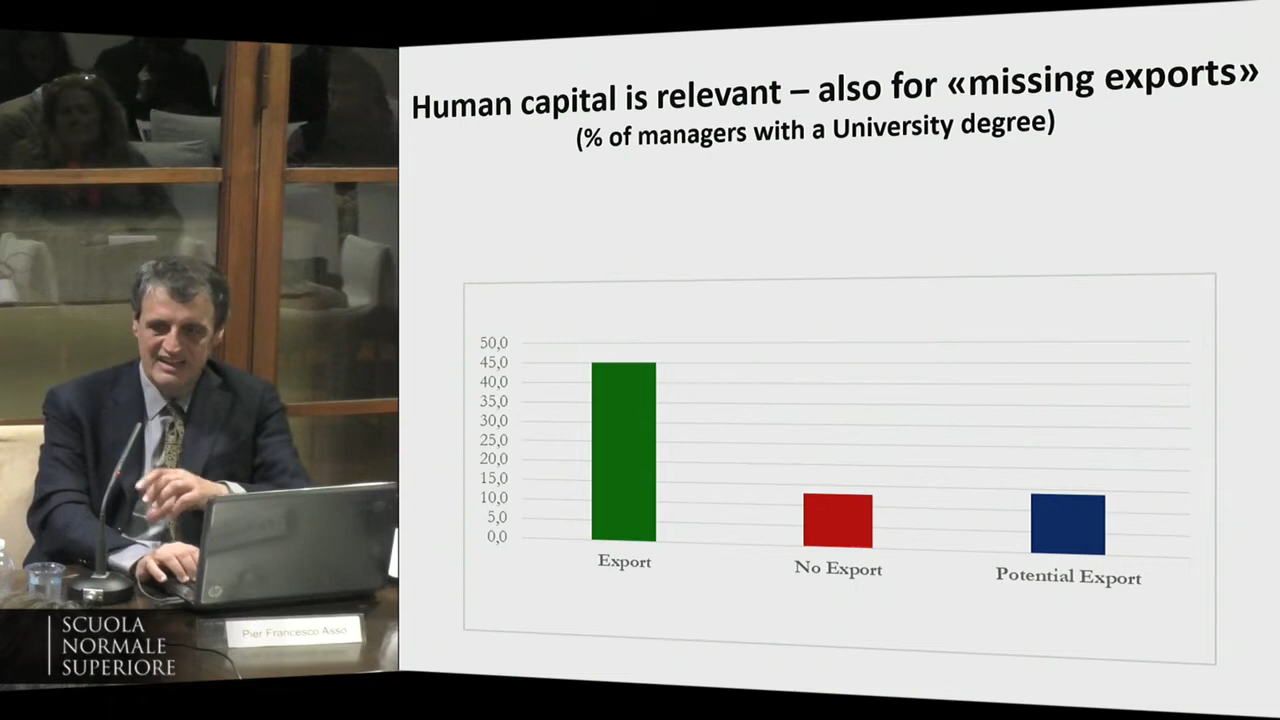 Human capital is relevant – also for «missing exports»
(% of managers with a University degree)
50,0
45,0
40,0
35,0
30,0
25,0
20,0
15,0
10,0
5,0
0,0
Export
No Export
Potential Export
Pier Francesco Asso
SCUOLA
NORMALE
SUPERIORE